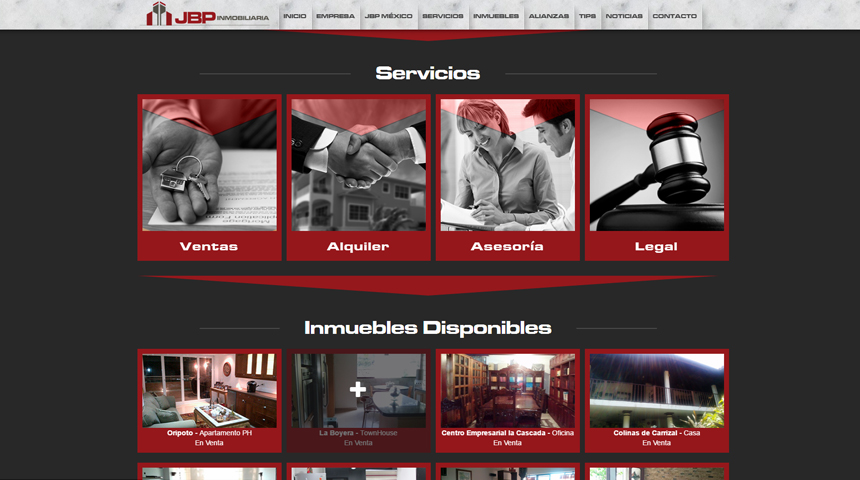 JBP INMOBILIARIA
INICIO EMPRESA JBP MÉXICO SERVICIOS INMUEBLES ALIANZAS TIPS NOTICIAS CONTACTO
Servicios
Ventas Alquiler Asesoría Legal
Inmuebles Disponibles
Oripoto - Apartamento PH
En Venta
La Boyera - TownHouse
En Venta
Centro Empresarial la Cascada - Oficina
En Venta
Colinas de Carrizal - Casa
En Venta